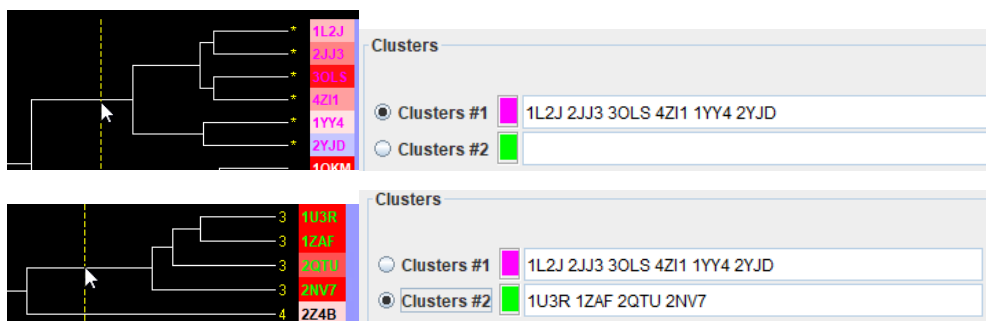 * 1L2J
* 2JJ3
* 3OLS
* 4ZI1
* 1YY4
* 2YJD
1QKM
Clusters
Clusters #1 1L2J 2JJ3 3OLS 4ZI1 1YY4 2YJD
Clusters #2
3 1U3R
3 1ZAF
3 2QTU
3 2NV7
4 2Z4B
Clusters
Clusters #1 1L2J 2JJ3 3OLS 4ZI1 1YY4 2YJD
Clusters #2 1U3R 1ZAF 2QTU 2NV7